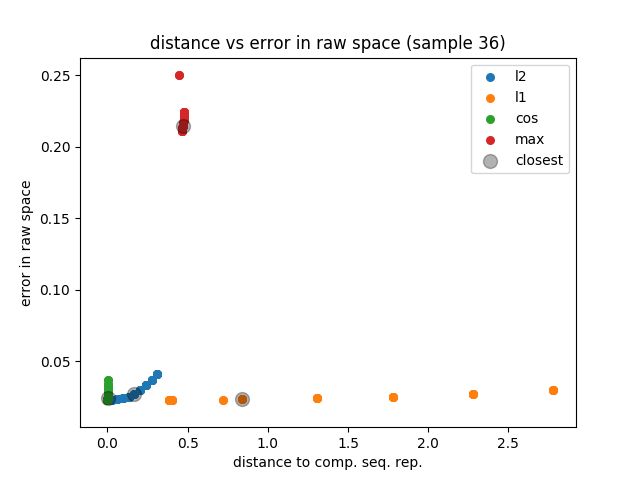 distance vs error in raw space (sample 36)
0.25
0.20
0.15
0.10
0.05
error in raw space
l2
l1
cos
max
closest
0.0
0.5
1.0
1.5
2.0
2.5
distance to comp. seq. rep.